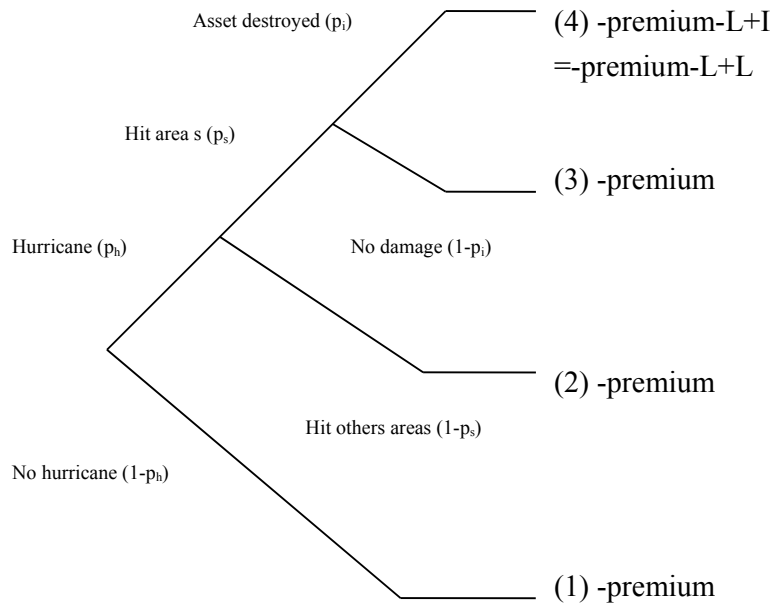 Asset destroyed (pi)
(4) -premium-L+I
=-premium-L+L
Hit area s (ps)
(3) -premium
Hurricane (ph)
No damage (1-pi)
(2) -premium
Hit others areas (1-ps)
No hurricane (1-ph)
(1) -premium